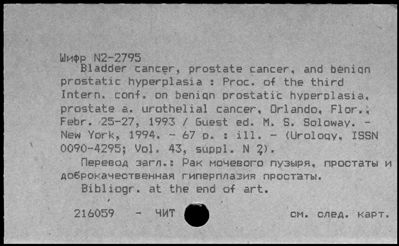 Шифр N2-2795
Bladder cancer, prostate cancer, and benign
prostatic hyperplasia : Proc. of the third
Intern. conf. on benign prostatic hyperplasia,
prostate a. urothelial cancer, Orlando, Flor.,
Febr. 25-27, 1993 / Guest ed. M. S. Soloway. -
New York, 1994. - 67 p. : ill. - (Urology, ISSN
0090-4295; Vol. 43, suppl. N 2).
Перевод загл.: Рак мочевого пузыря, простаты и
доброкачественная гиперплазия простаты.
Bibliogr. at the end of art.
216059 - ЧИТ см. след. карт.